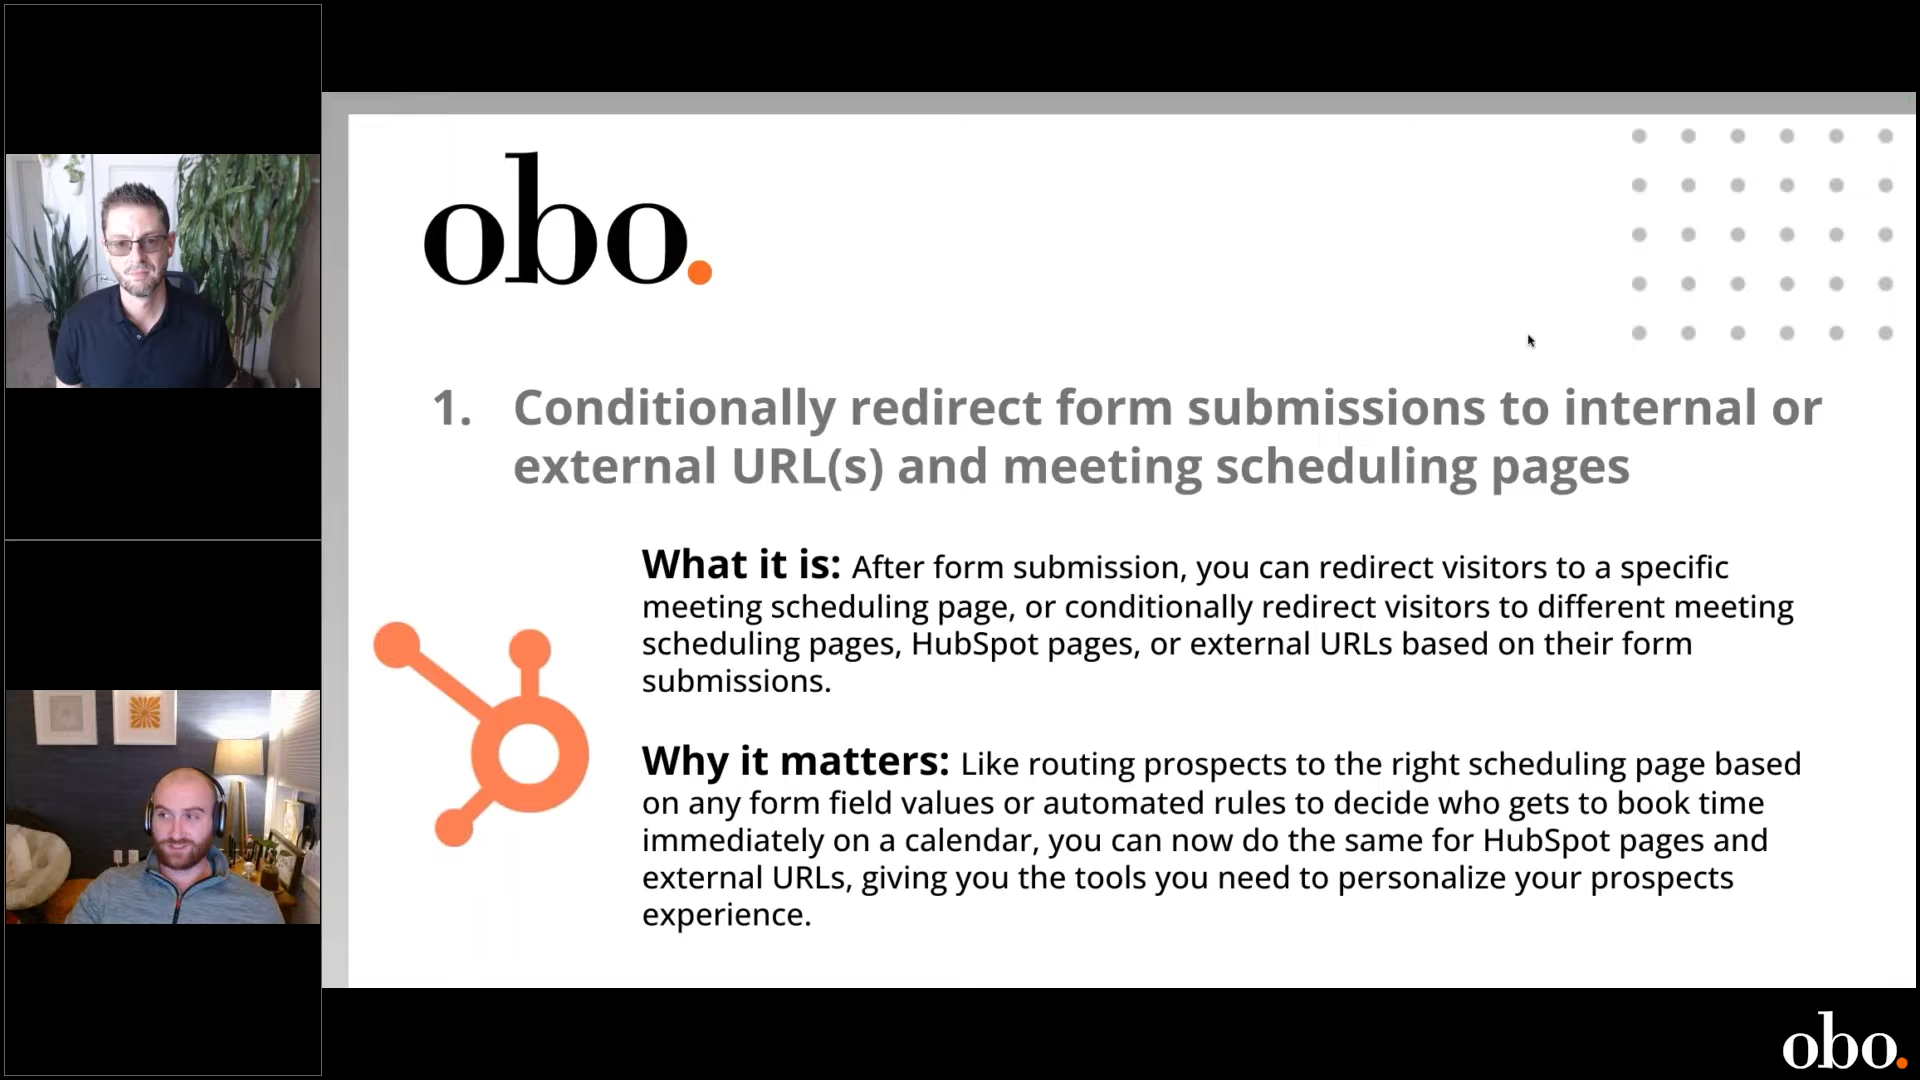 obo.
1. Conditionally redirect form submissions to internal or
external URL(s) and meeting scheduling pages
What it is: After form submission, you can redirect visitors to a specific
meeting scheduling page, or conditionally redirect visitors to different meeting
scheduling pages, HubSpot pages, or external URLs based on their form
submissions.
Why it matters: Like routing prospects to the right scheduling page based
on any form field values or automated rules to decide who gets to book time
immediately on a calendar, you can now do the same for HubSpot pages and
external URLs, giving you the tools you need to personalize your prospects
experience.
obo.